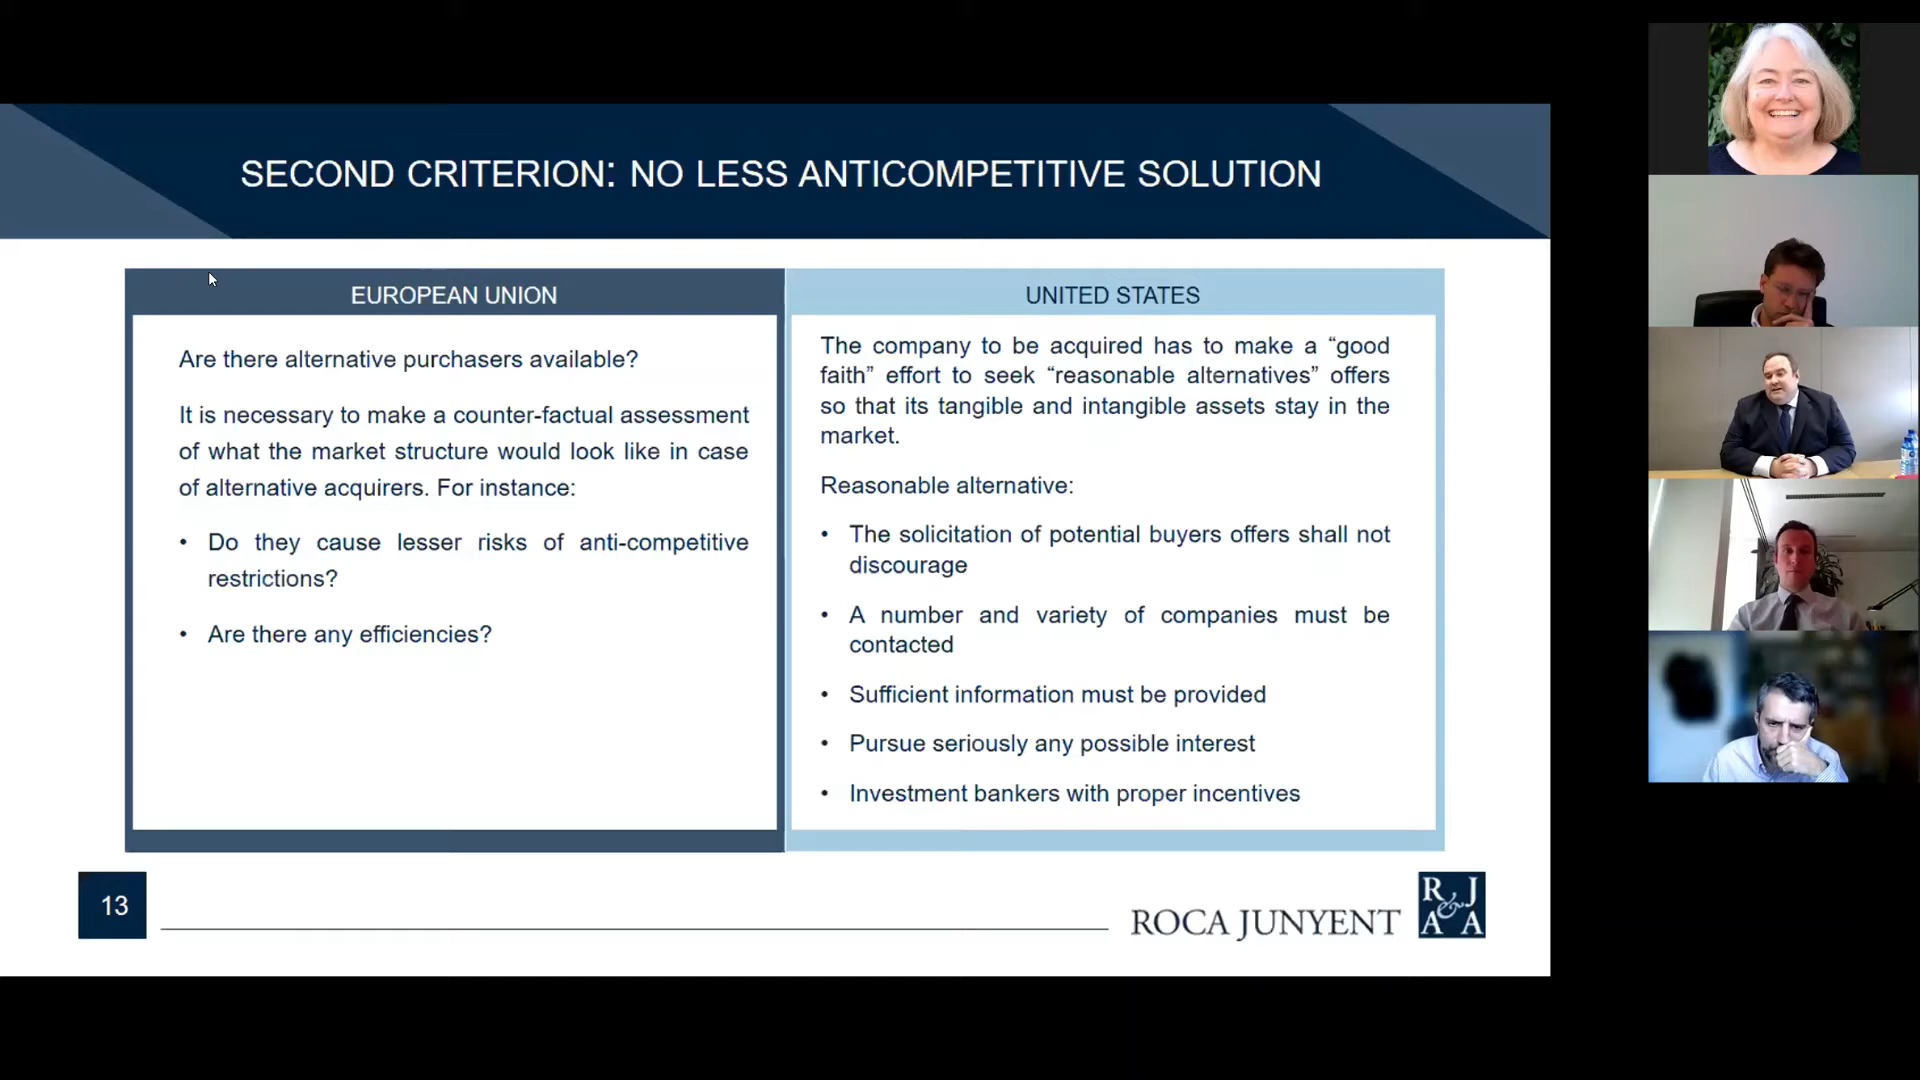 SECOND CRITERION: NO LESS ANTICOMPETITIVE SOLUTION
EUROPEAN UNION
Are there alternative purchasers available?
It is necessary to make a counter-factual assessment
of what the market structure would look like in case
of alternative acquirers. For instance:
• Do they cause lesser risks of anti-competitive
restrictions?
• Are there any efficiencies?
UNITED STATES
The company to be acquired has to make a “good
faith” effort to seek “reasonable alternatives” offers
so that its tangible and intangible assets stay in the
market.
Reasonable alternative:
• The solicitation of potential buyers offers shall not
discourage
• A number and variety of companies must be
contacted
• Sufficient information must be provided
• Pursue seriously any possible interest
• Investment bankers with proper incentives
13
ROCA JUNYENT
R J
&
A A